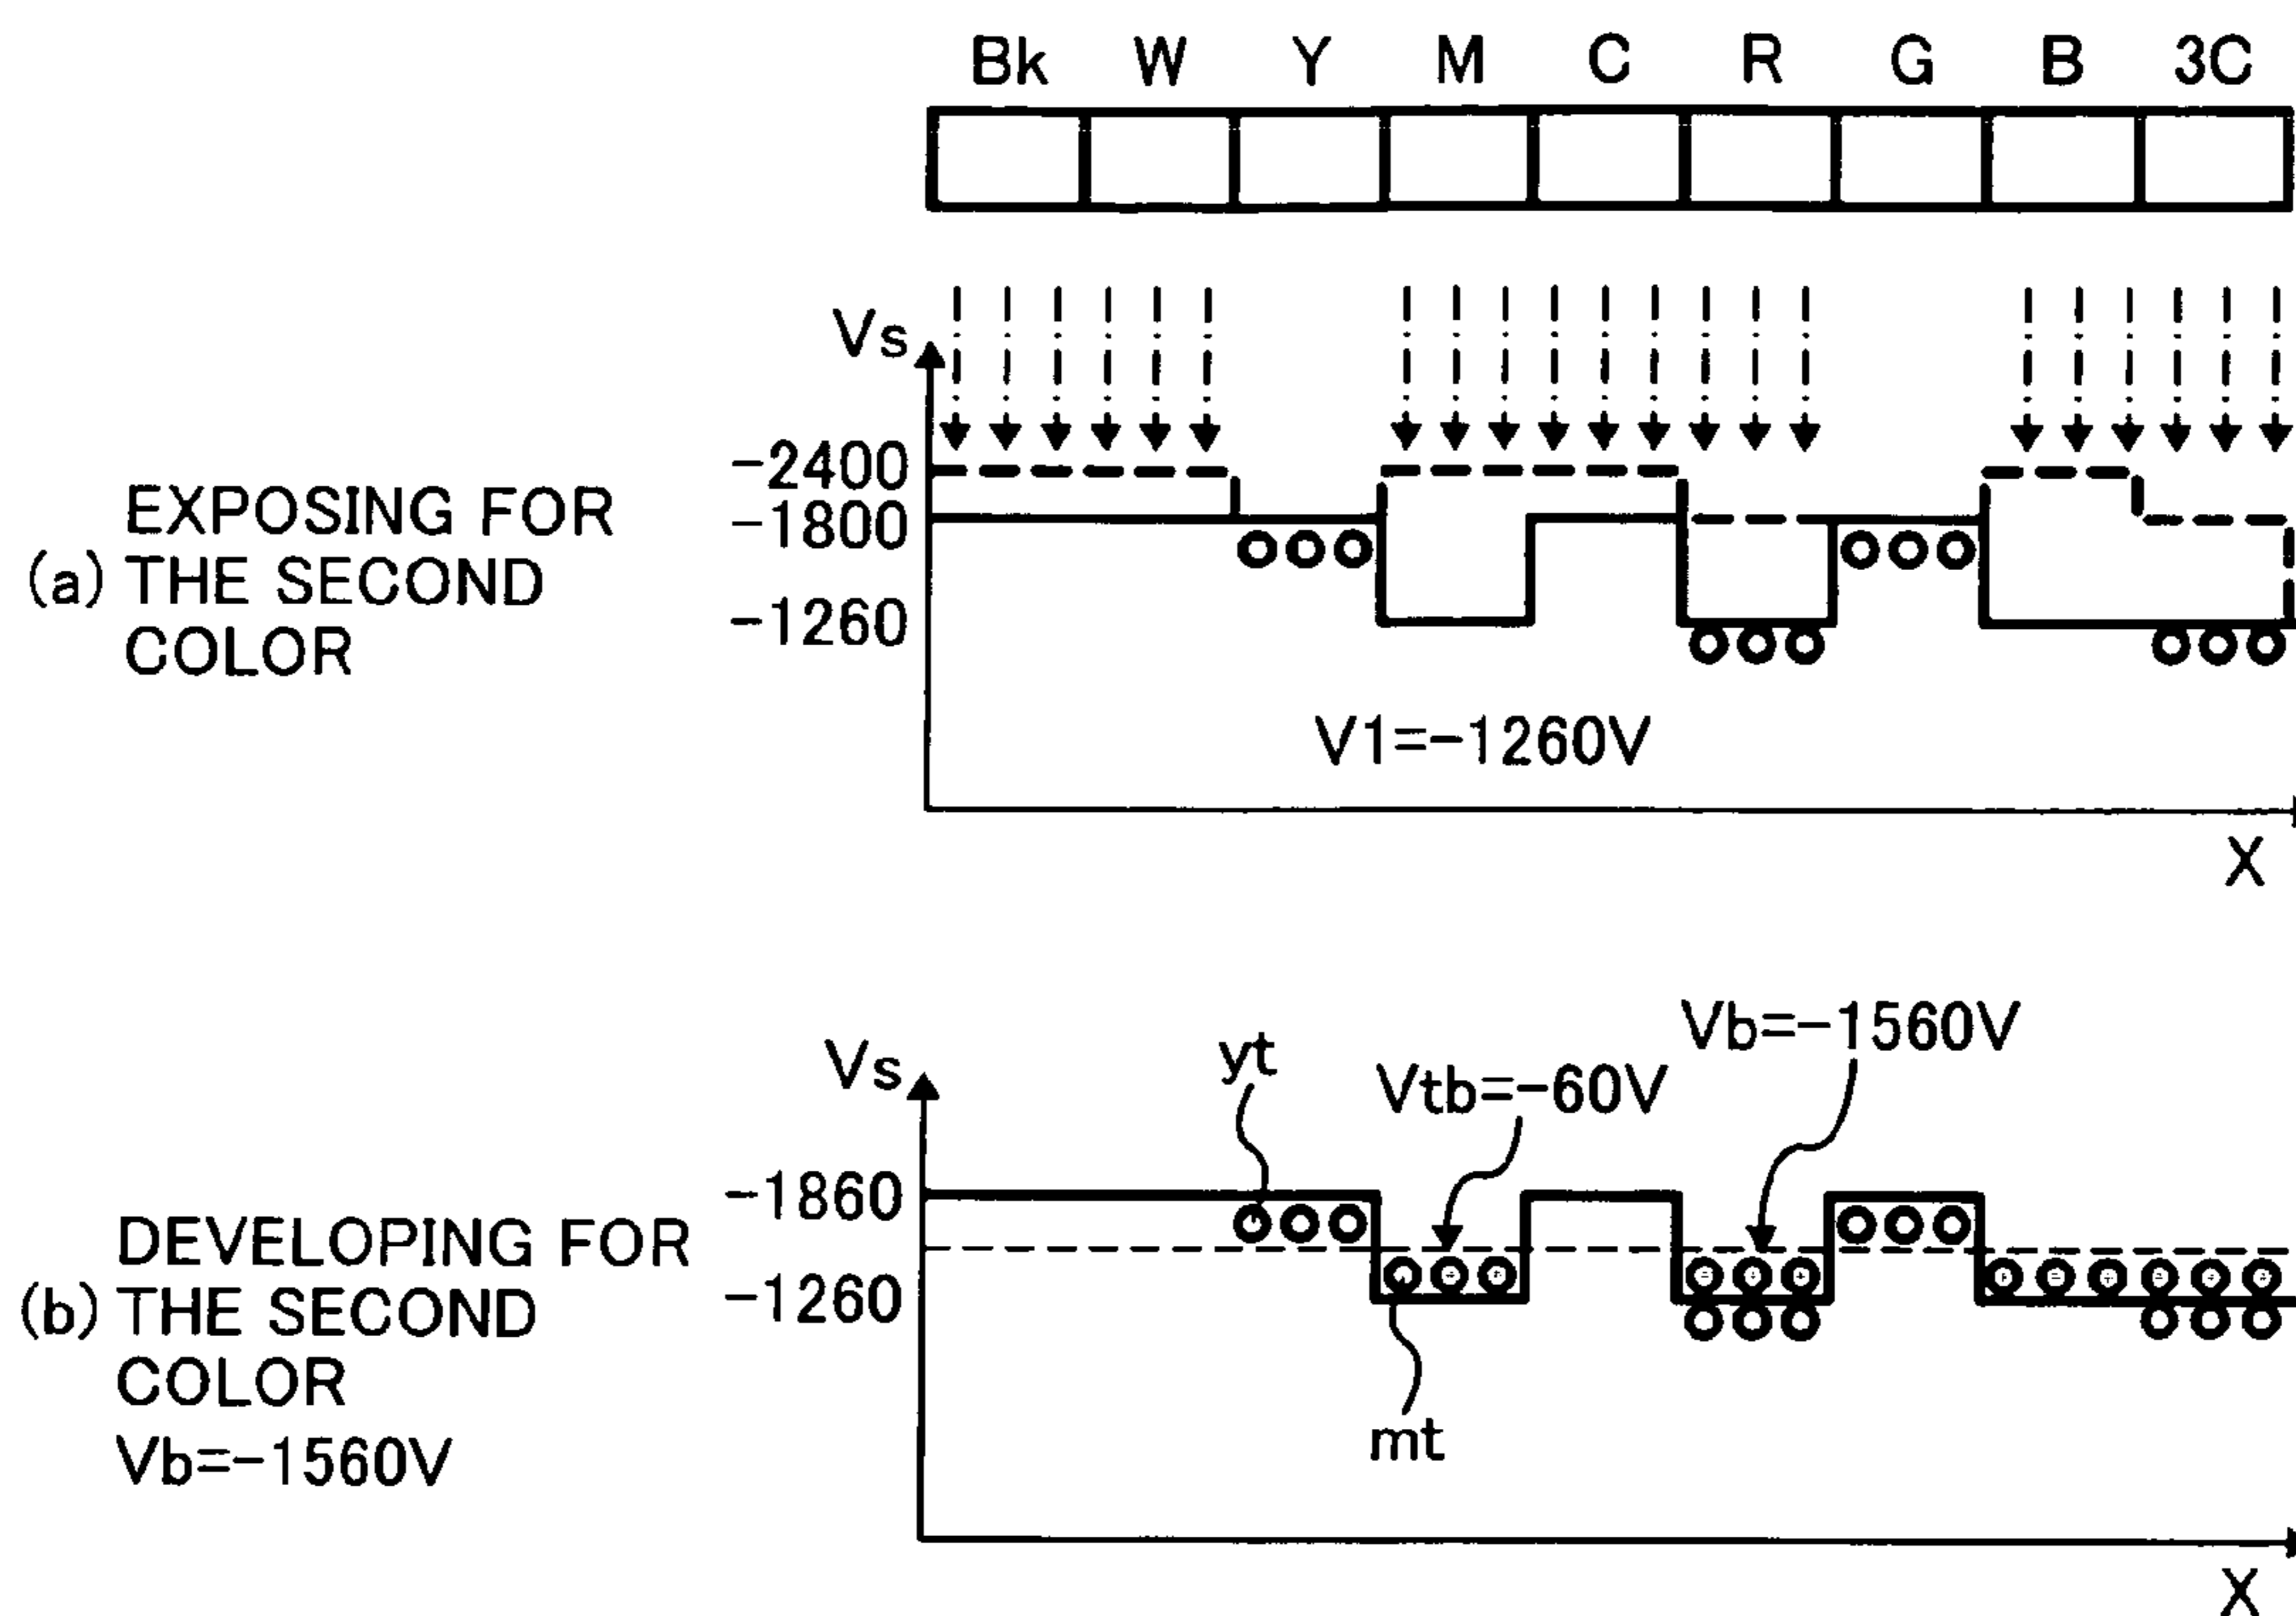 Bk W Y M C R G B 3C
Vs
-2400
-1800
-1260
(a) EXPOSING FOR
THE SECOND
COLOR
V1=-1260V
X
Vs
yt
Vtb=-60V
Vb=-1560V
-1860
-1260
(b) DEVELOPING FOR
THE SECOND
COLOR
Vb=-1560V
mt
X